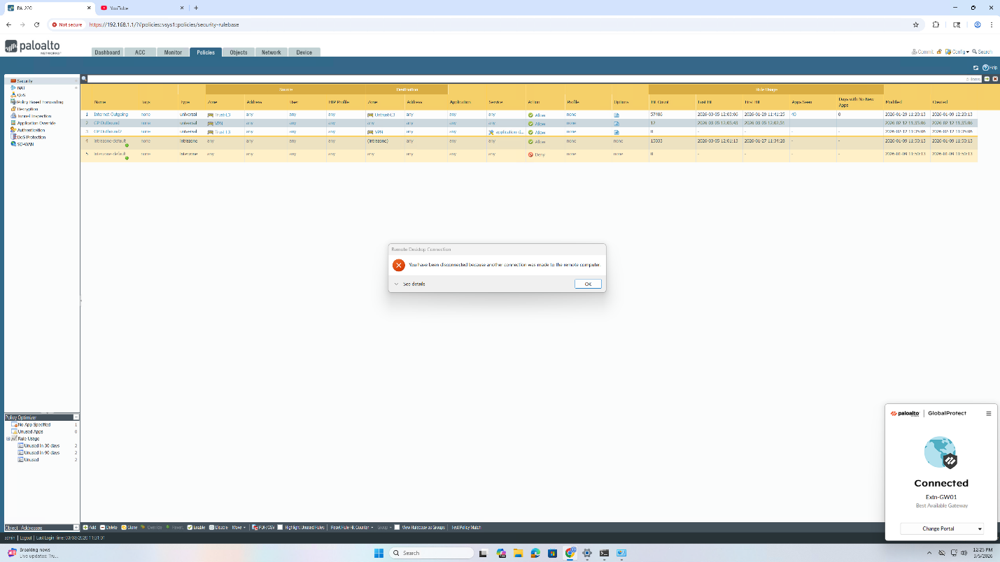 PA-220
YouTube
Not secure
https://192.168.1.1/?#policies::vsys1::policies/security-rulebase
paloalto
NETWORKS
Dashboard ACC Monitor Policies Objects Network Device
Commit Config Search
Help
Security
NAT
QoS
Policy Based Forwarding
Decryption
Tunnel Inspection
Application Override
Authentication
DoS Protection
SD-WAN
5 items
Source Destination Rule Usage
Name Tags Type Zone Address User HIP Profile Zone Address Application Service Action Profile Options Hit Count Last Hit First Hit Apps Seen Days with No New Apps Modified Created
1 Internet Outgoing none universal Trust-L3 any any any Untrust-L3 any any any Allow none 57406 2026-03-05 12:03:06 2026-01-29 11:41:25 40 0 2026-01-29 11:20:13 2026-01-09 12:20:13
2 GP Outbound none universal VPN any any any any any any any Allow none 12 2026-03-05 12:05:43 2026-03-05 12:02:51 - - 2026-02-12 11:35:06 2026-02-12 11:35:06
3 GP Outbound2 none universal Trust-L3 any any any VPN any any application-d... Allow none 0 - - - - 2026-02-12 11:35:06 2026-02-12 11:35:06
4 intrazone-default none intrazone any any any any (intrazone) any any any Allow none none 15033 2026-03-05 12:01:13 2026-01-27 11:34:28 - - 2026-01-09 11:50:13 2026-01-09 11:50:13
5 interzone-default none interzone any any any any any any any any Deny none none 0 - - - - 2026-01-09 11:50:13 2026-01-09 11:50:13
Remote Desktop Connection
You have been disconnected because another connection was made to the remote computer.
See details OK
Policy Optimizer
No App Specified 1
Unused Apps 0
Rule Usage
Unused in 30 days 2
Unused in 90 days 2
Unused 2
Object : Addresses
Add Delete Clone Override Revert Enable Disable Move PDF/CSV Highlight Unused Rules Reset Rule Hit Counter Group View Rulebase as Groups Test Policy Match
admin | Logout | Last Login Time: 03/03/2026 11:31:01
paloalto GlobalProtect
Connected
Extn-GW01
Best Available Gateway
Change Portal
Breaking news
Live updates: Tru...
Search
12:25 PM
3/5/2026